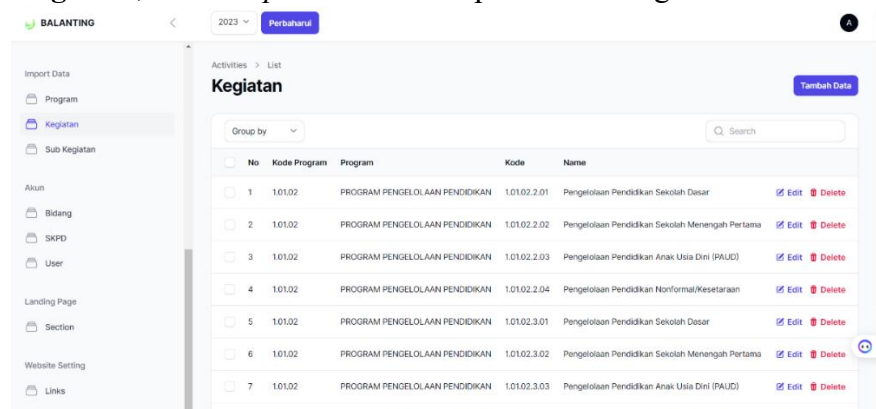 BALANTING
2023
Perbaharui
A
Import Data
Program
Kegiatan
Sub Kegiatan
Akun
Bidang
SKPD
User
Landing Page
Section
Website Setting
Links
Activities > List
Kegiatan
Tambah Data
Group by
Search
No Kode Program Program Kode Name
1 1.01.02 PROGRAM PENGELOLAAN PENDIDIKAN 1.01.02.2.01 Pengelolaan Pendidikan Sekolah Dasar Edit Delete
2 1.01.02 PROGRAM PENGELOLAAN PENDIDIKAN 1.01.02.2.02 Pengelolaan Pendidikan Sekolah Menengah Pertama Edit Delete
3 1.01.02 PROGRAM PENGELOLAAN PENDIDIKAN 1.01.02.2.03 Pengelolaan Pendidikan Anak Usia Dini (PAUD) Edit Delete
4 1.01.02 PROGRAM PENGELOLAAN PENDIDIKAN 1.01.02.2.04 Pengelolaan Pendidikan Nonformal/Kesetaraan Edit Delete
5 1.01.02 PROGRAM PENGELOLAAN PENDIDIKAN 1.01.02.3.01 Pengelolaan Pendidikan Sekolah Dasar Edit Delete
6 1.01.02 PROGRAM PENGELOLAAN PENDIDIKAN 1.01.02.3.02 Pengelolaan Pendidikan Sekolah Menengah Pertama Edit Delete
7 1.01.02 PROGRAM PENGELOLAAN PENDIDIKAN 1.01.02.3.03 Pengelolaan Pendidikan Anak Usia Dini (PAUD) Edit Delete